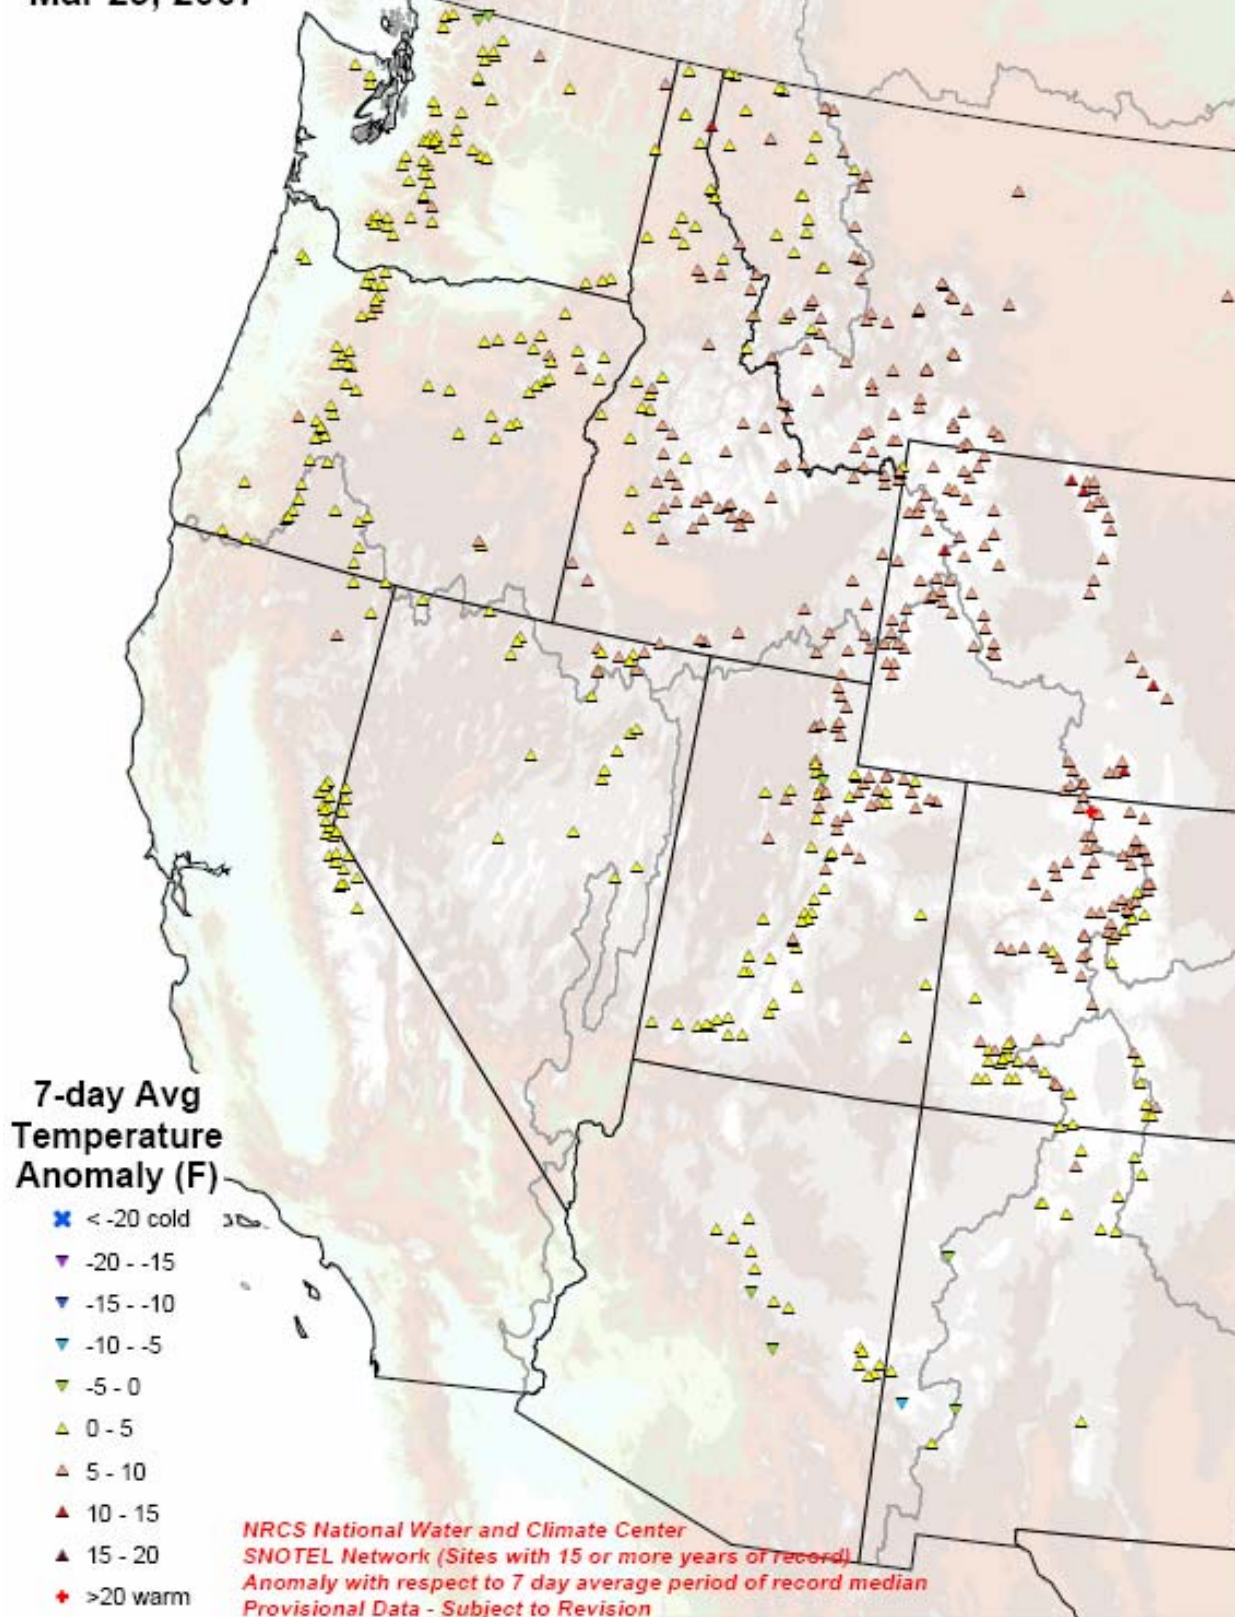 7-day Avg
Temperature
Anomaly (F)
< -20 cold
-20 - -15
-15 - -10
-10 - -5
-5 - 0
0 - 5
5 - 10
10 - 15
15 - 20
>20 warm
NRCS National Water and Climate Center
SNOTEL Network (Sites with 15 or more years of record)
Anomaly with respect to 7 day average period of record median
Provisional Data - Subject to Revision